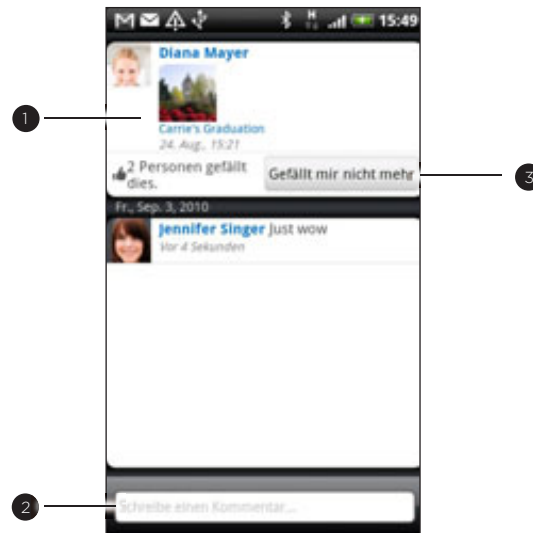 15:49
Diana Mayer
1
Carrie's Graduation
24. Aug., 15:21
2 Personen gefällt dies.
Gefällt mir nicht mehr
3
Fr., Sep. 3, 2010
Jennifer Singer Just wow
Vor 4 Sekunden
2
Schreibe einen Kommentar...